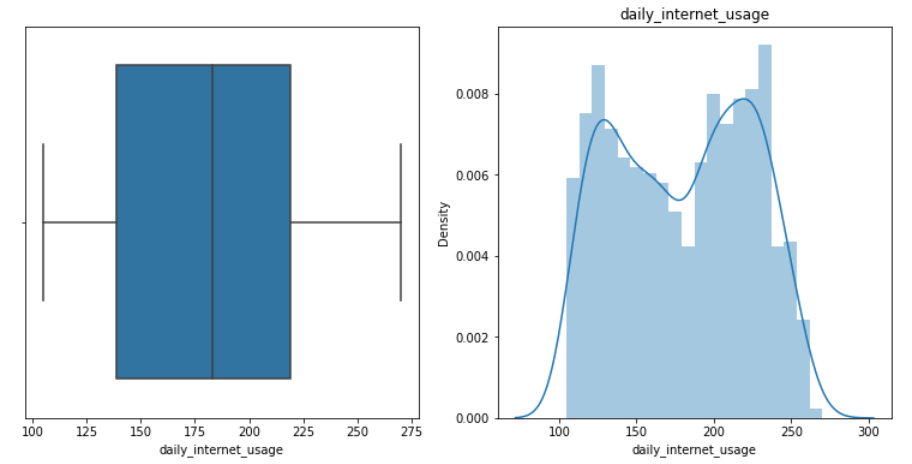 100 125 150 175 200 225 250 275
daily_internet_usage
daily_internet_usage
Density
0.008
0.006
0.004
0.002
0.000
100 150 200 250 300
daily_internet_usage